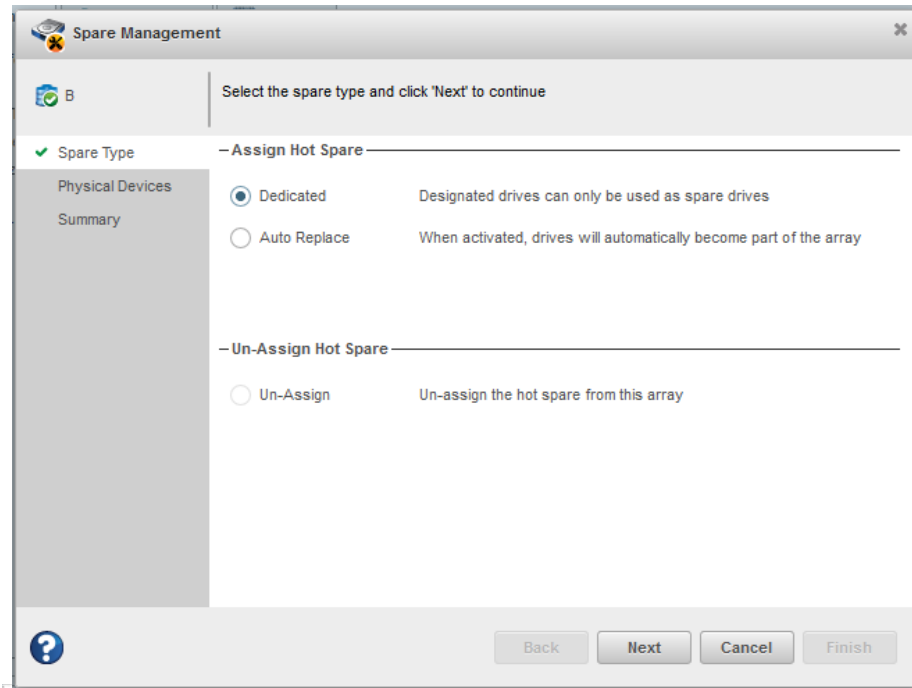 Spare Management
B
Select the spare type and click 'Next' to continue
Spare Type
Physical Devices
Summary
Assign Hot Spare
Dedicated Designated drives can only be used as spare drives
Auto Replace When activated, drives will automatically become part of the array
Un-Assign Hot Spare
Un-Assign Un-assign the hot spare from this array
?
Back Next Cancel Finish